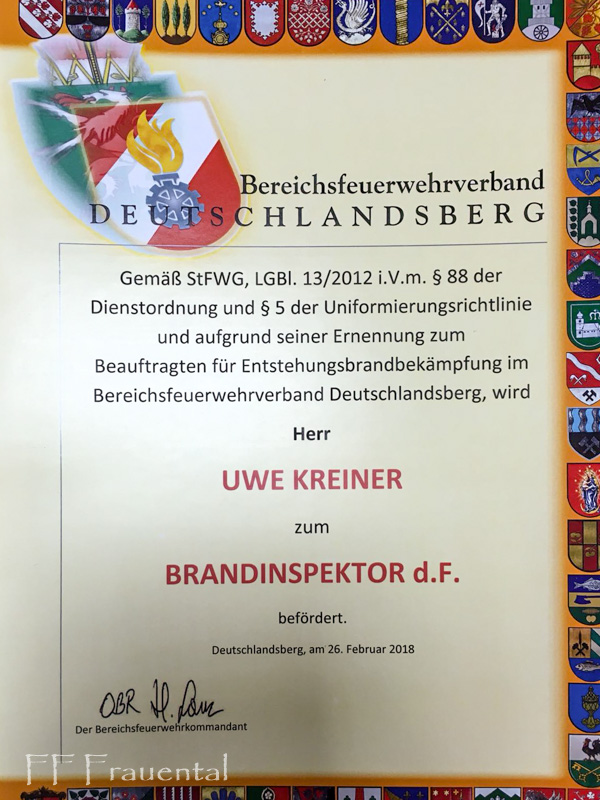 Bereichsfeuerwehrverband
DEUTSCHLANDSBERG
Gemäß StFWG, LGBl. 13/2012 i.V.m. § 88 der
Dienstordnung und § 5 der Uniformierungsrichtlinie
und aufgrund seiner Ernennung zum
Beauftragten für Entstehungsbrandbekämpfung im
Bereichsfeuerwehrverband Deutschlandsberg, wird
Herr
UWE KREINER
zum
BRANDINSPEKTOR d.F.
befördert.
Deutschlandsberg, am 26. Februar 2018
OBR
Der Bereichsfeuerwehrkommandant
FF Frauental